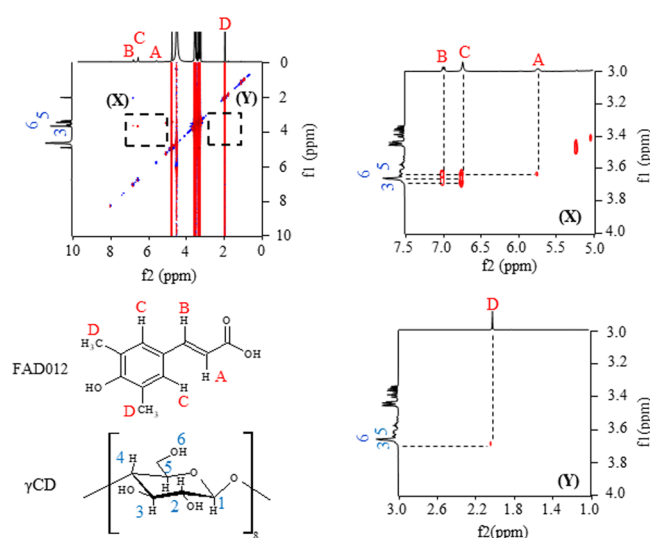 D
C
B
A
0
2
4
6
8
10
f1 (ppm)
(X)
(Y)
6
5
3
10
8
6
4
2
0
f2 (ppm)
B
C
A
3.0
3.2
3.4
3.6
3.8
4.0
f1 (ppm)
6
5
3
(X)
7.5
7.0
6.5
6.0
5.5
5.0
f2 (ppm)
FAD012
C
H
B
H
O
D
H₃C
OH
HO
H
A
CH₃
D
H
C
γCD
6
OH
4
H
5
O
O
H
H
HO
H
3
2
OH
H
1
8
D
3.0
3.2
3.4
3.6
3.8
4.0
f1(ppm)
6
5
3
(Y)
3.0
2.6
2.2
1.8
1.4
1.0
f2(ppm)